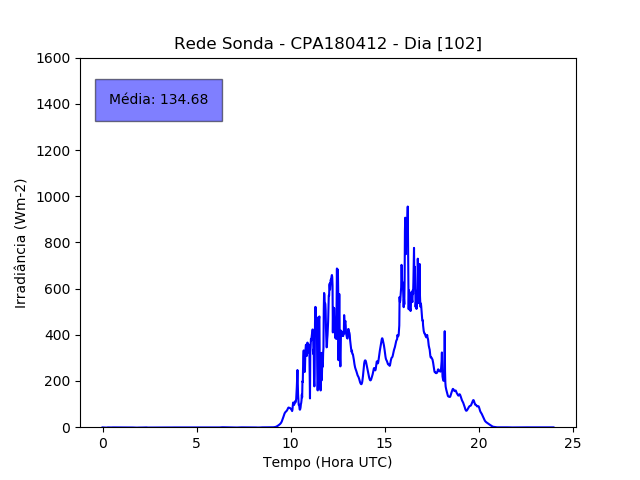 Rede Sonda - CPA180412 - Dia [102]
Média: 134.68
Irradiância (Wm-2)
1600
1400
1200
1000
800
600
400
200
0
0 5 10 15 20 25
Tempo (Hora UTC)